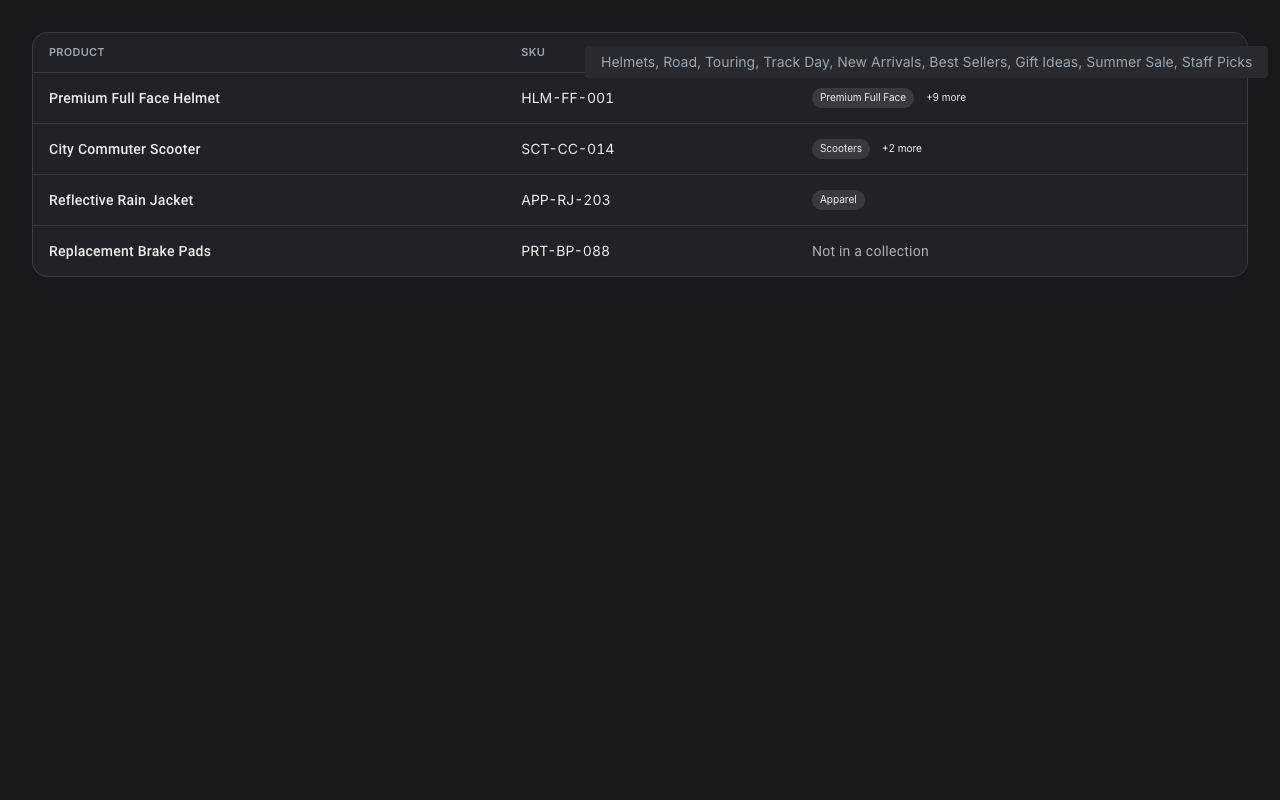 PRODUCT SKU
Helmets, Road, Touring, Track Day, New Arrivals, Best Sellers, Gift Ideas, Summer Sale, Staff Picks
Premium Full Face Helmet HLM-FF-001 Premium Full Face +9 more
City Commuter Scooter SCT-CC-014 Scooters +2 more
Reflective Rain Jacket APP-RJ-203 Apparel
Replacement Brake Pads PRT-BP-088 Not in a collection